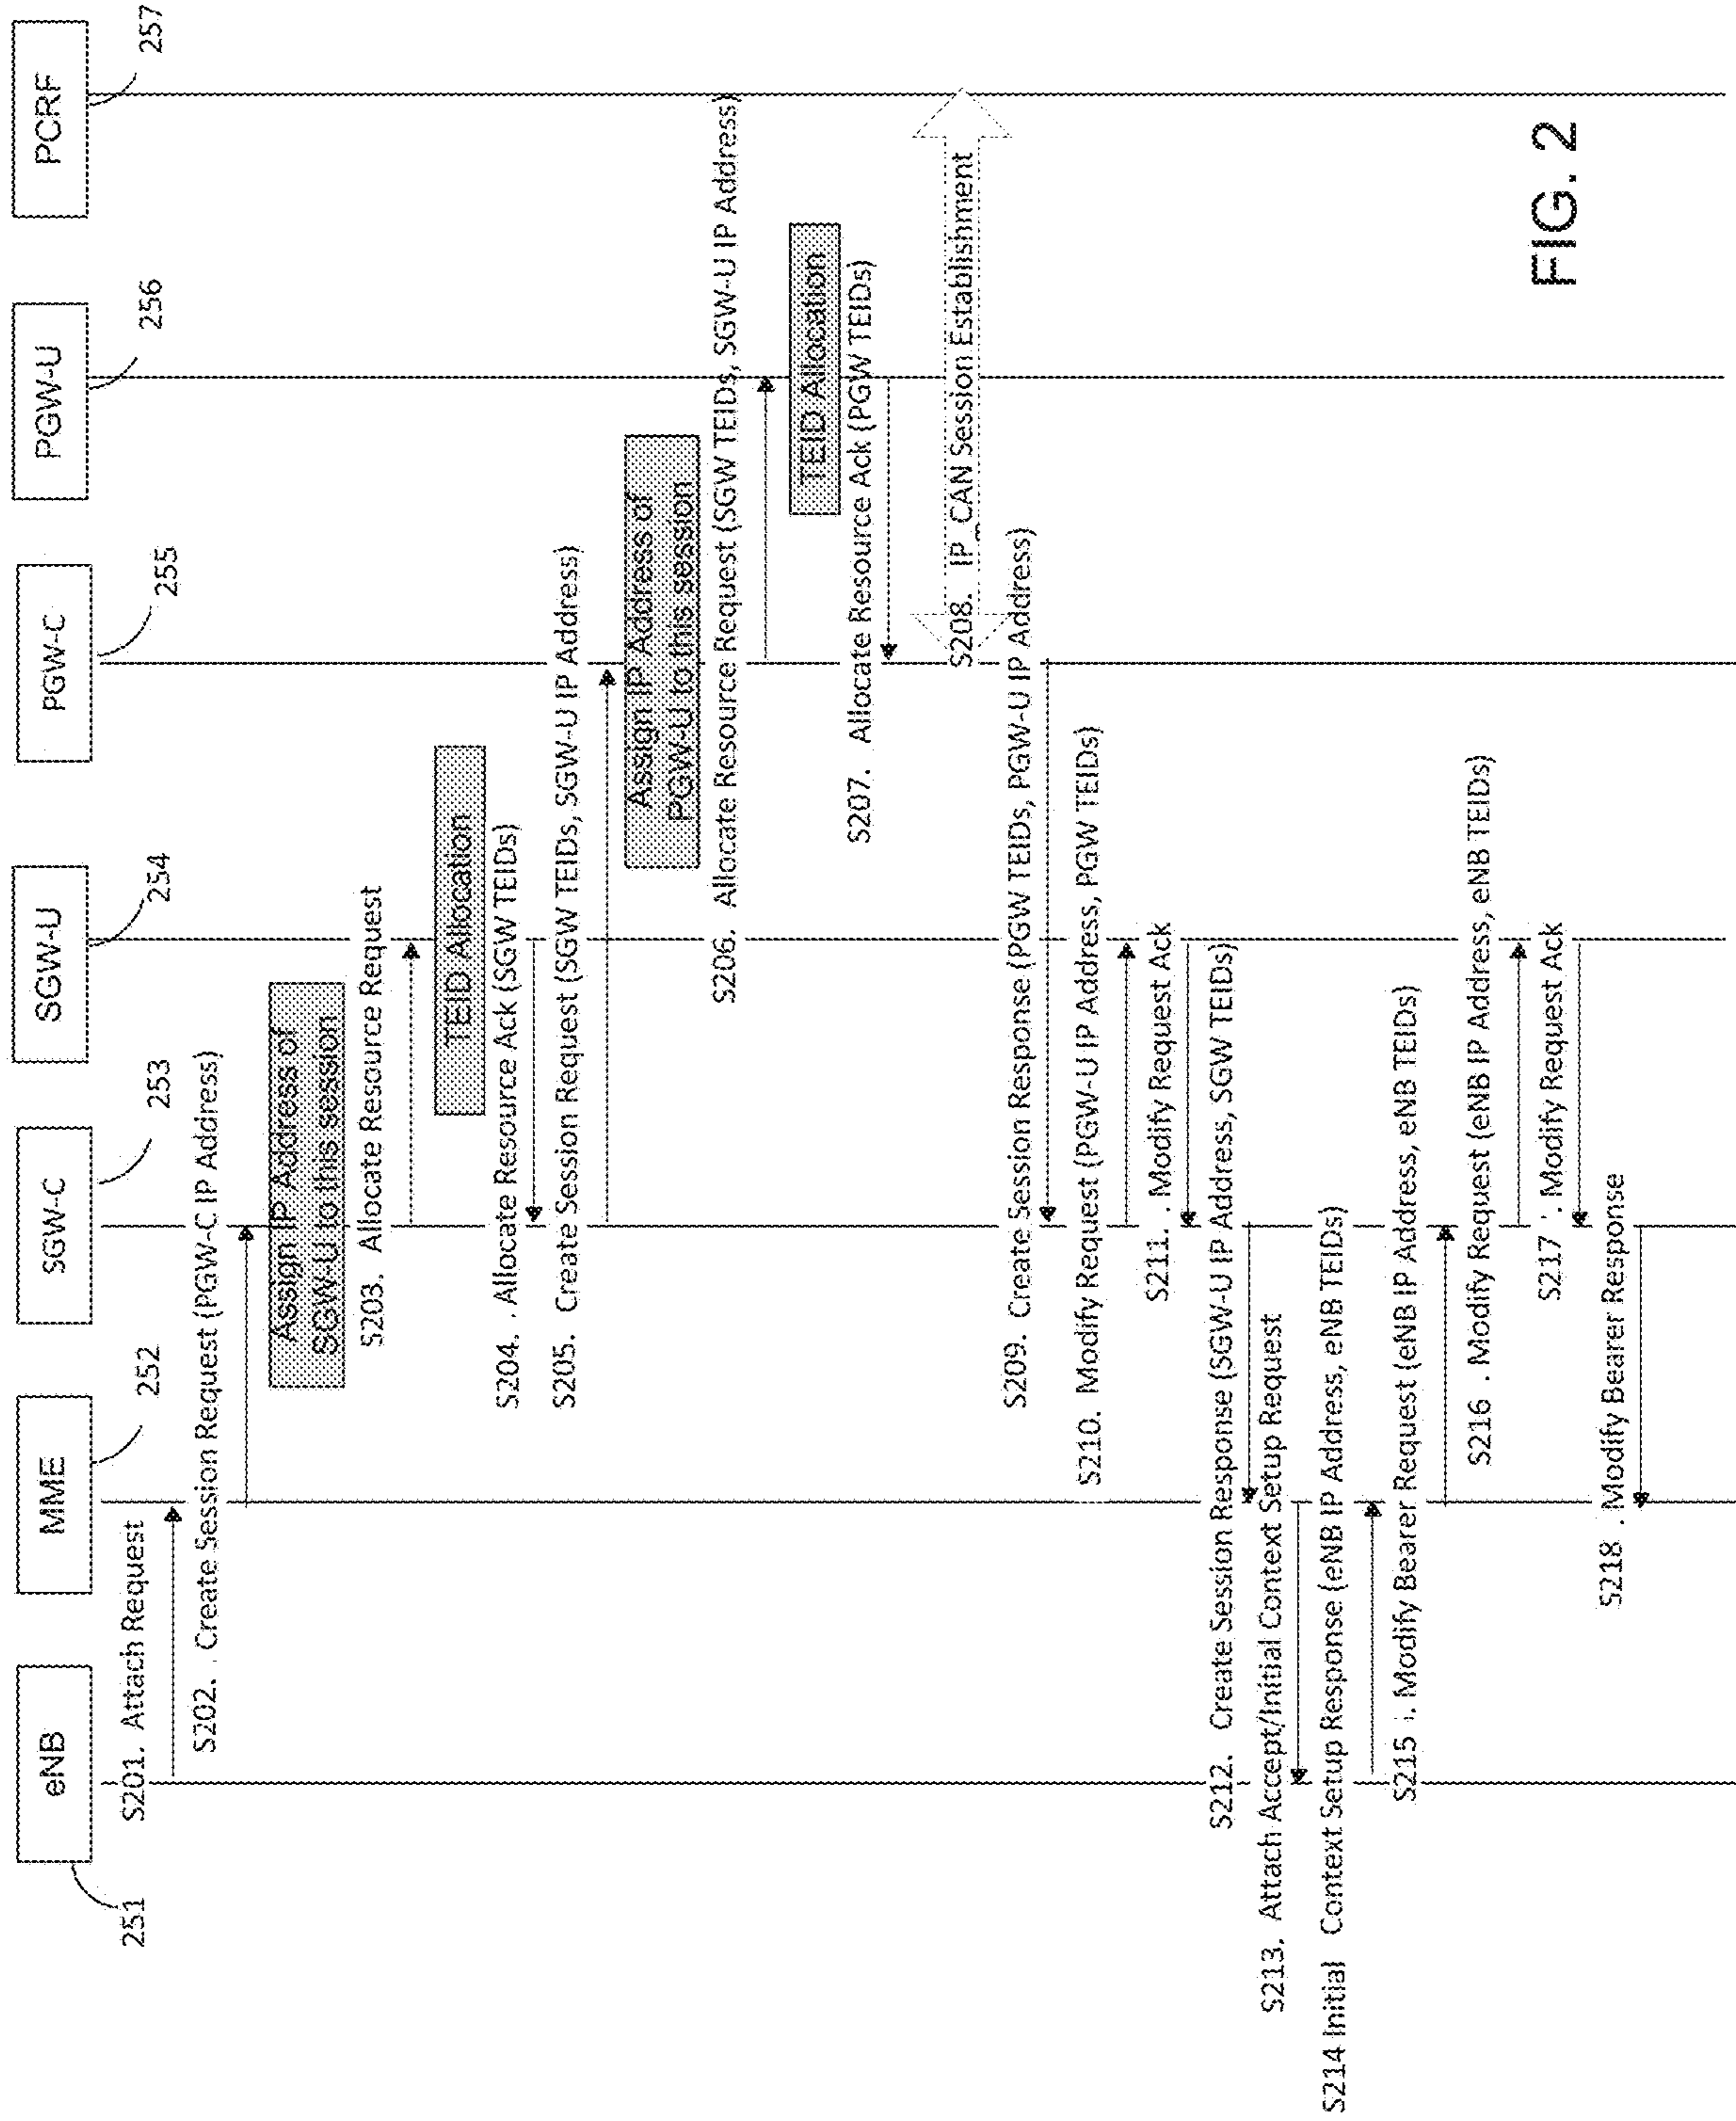 eNB
MME
SGW-C
SGW-U
PGW-C
PGW-U
PCRF
251
252
253
254
255
256
257
S201. Attach Request
S202. Create Session Request (PGW-C IP Address)
Assign IP Address of
SGW-U to this session
S203. Allocate Resource Request
TEID Allocation
S204. Allocate Resource Ack (SGW TEIDs)
S205. Create Session Request (SGW TEIDs, SGW-U IP Address)
Assign IP Address of
PGW-U to this session
S206. Allocate Resource Request (SGW TEIDs, SGW-U IP Address)
TEID Allocation
S207. Allocate Resource Ack (PGW TEIDs)
S208. IP_CAN Session Establishment
S209. Create Session Response (PGW TEIDs, PGW-U IP Address)
S210. Modify Request (PGW-U IP Address, PGW TEIDs)
S211. Modify Request Ack
S212. Create Session Response (SGW-U IP Address, SGW TEIDs)
S213. Attach Accept/Initial Context Setup Request
S214 Initial Context Setup Response (eNB IP Address, eNB TEIDs)
S215. Modify Bearer Request (eNB IP Address, eNB TEIDs)
S216. Modify Request (eNB IP Address, eNB TEIDs)
S217. Modify Request Ack
S218. Modify Bearer Response
FIG. 2